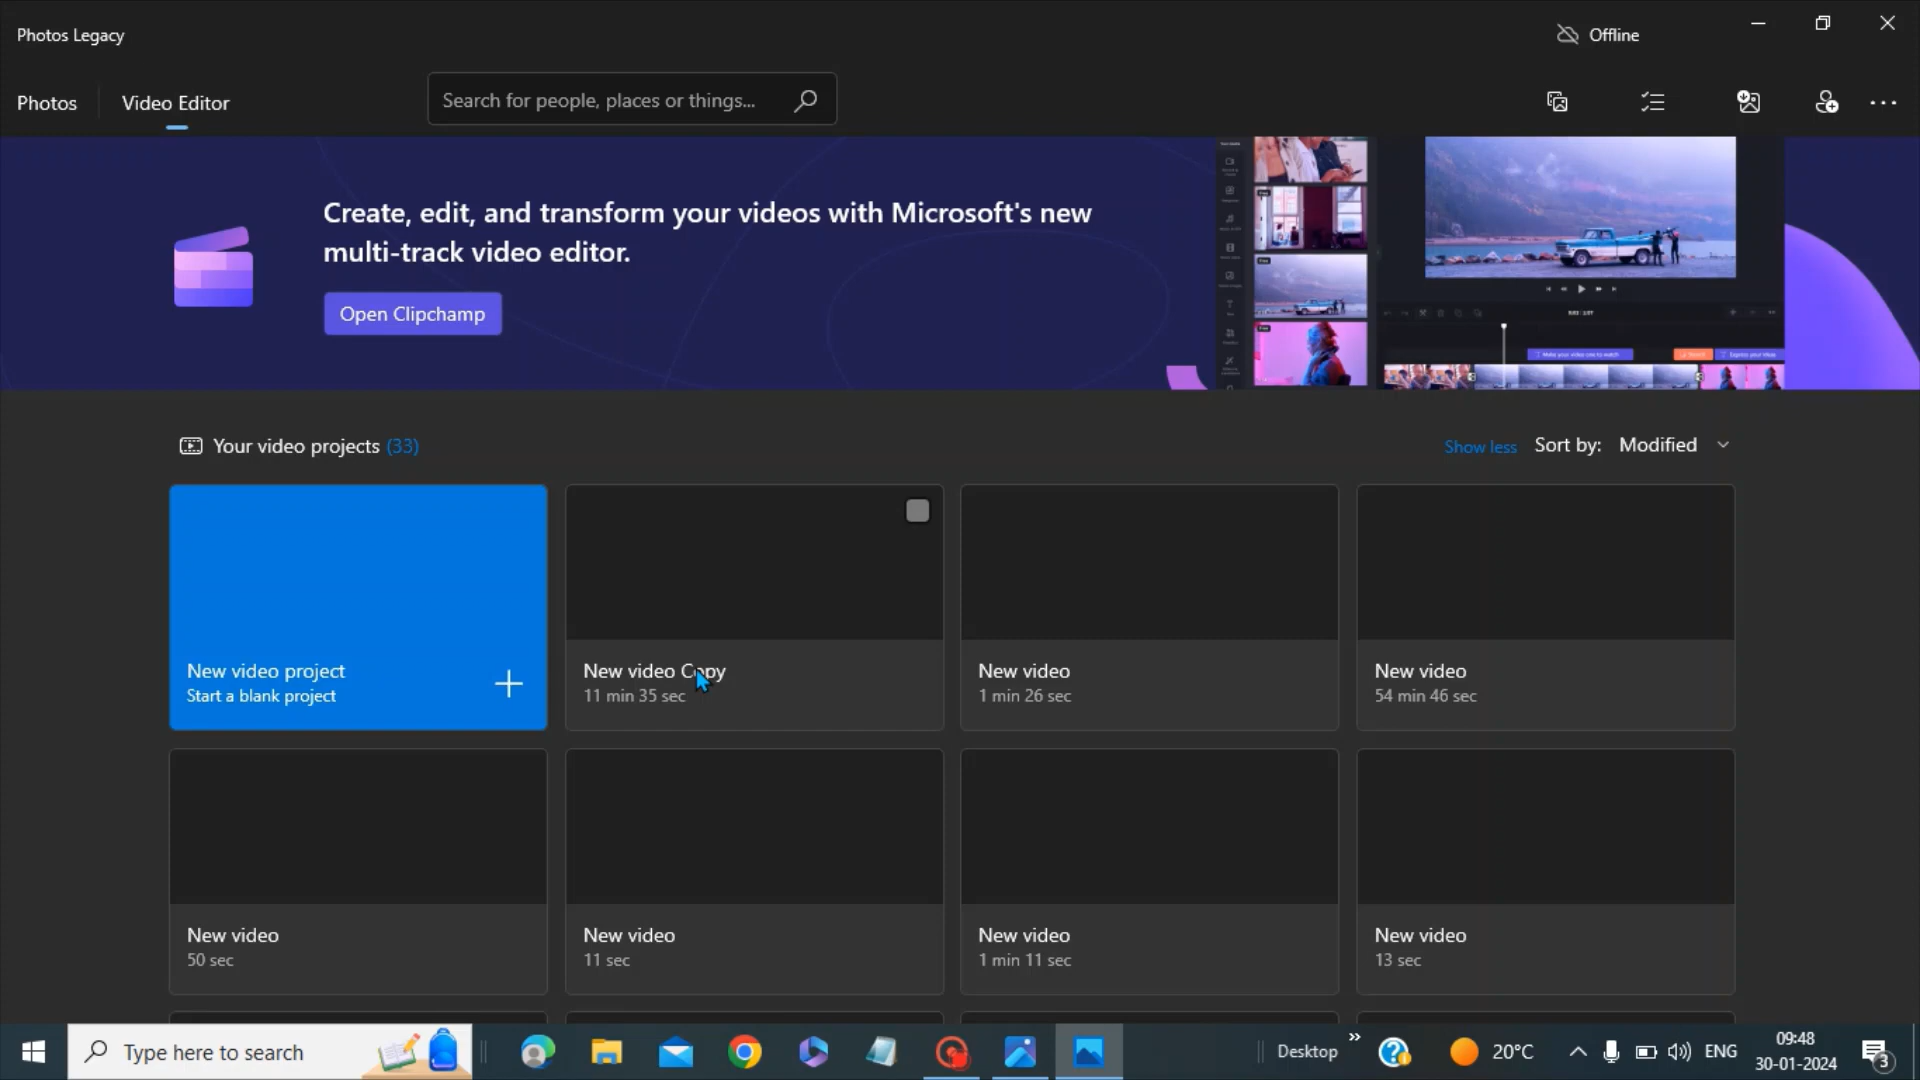 Photos Legacy
Offline
Photos
Video Editor
Search for people, places or things...
Create, edit, and transform your videos with Microsoft's new
multi-track video editor.
Open Clipchamp
Your video projects (33)
Show less
Sort by: Modified
New video project
Start a blank project
New video Copy
11 min 35 sec
New video
1 min 26 sec
New video
54 min 46 sec
New video
50 sec
New video
11 sec
New video
1 min 11 sec
New video
13 sec
Type here to search
Desktop
20°C
ENG
09:48
30-01-2024
3